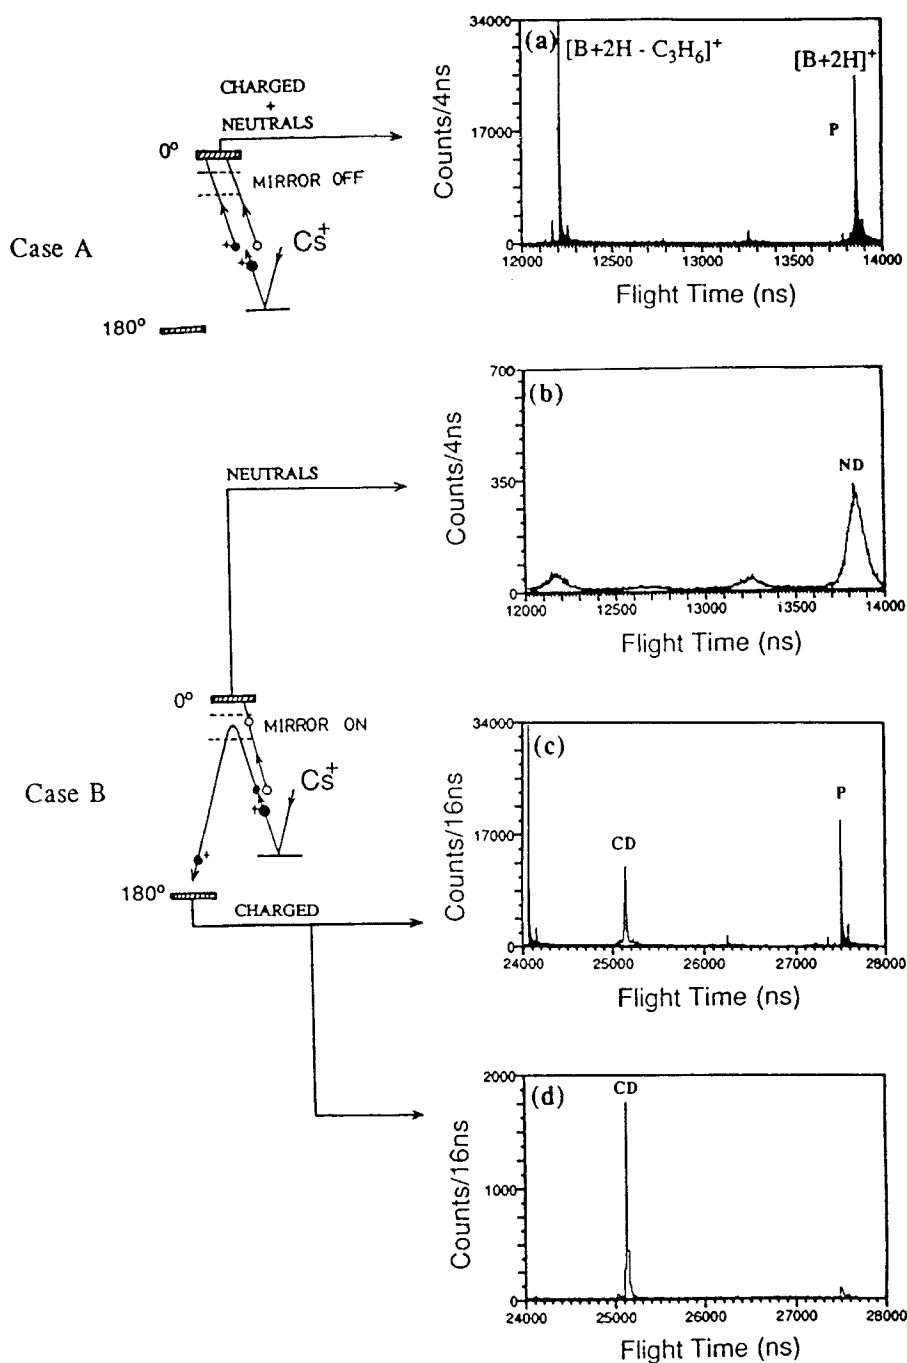 34000
(a)
[B+2H - C₃H₆]⁺
[B+2H]⁺
CHARGED
+
NEUTRALS
Counts/4ns
17000
P
0°
MIRROR OFF
Cs⁺
Case A
0
12000 12500 13000 13500 14000
Flight Time (ns)
180°
700
(b)
NEUTRALS
Counts/4ns
ND
350
0
12000 12500 13000 13500 14000
Flight Time (ns)
0°
MIRROR ON
Cs⁺
Case B
34000
(c)
P
Counts/16ns
17000
CD
180°
CHARGED
0
24000 25000 26000 27000 28000
Flight Time (ns)
2000
(d)
CD
Counts/16ns
1000
0
24000 25000 26000 27000 28000
Flight Time (ns)